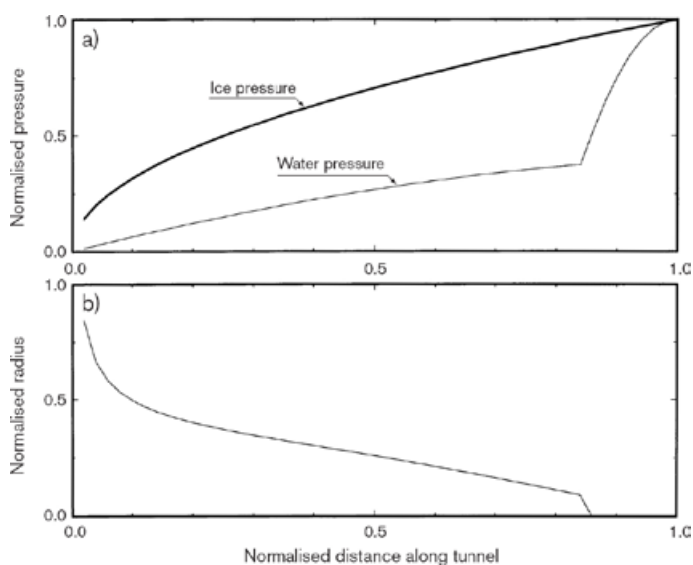 1.0
a)
Ice pressure
Normalised pressure
0.5
Water pressure
0.0
0.0
0.5
1.0
1.0
b)
Normalised radius
0.5
0.0
0.0
0.5
1.0
Normalised distance along tunnel